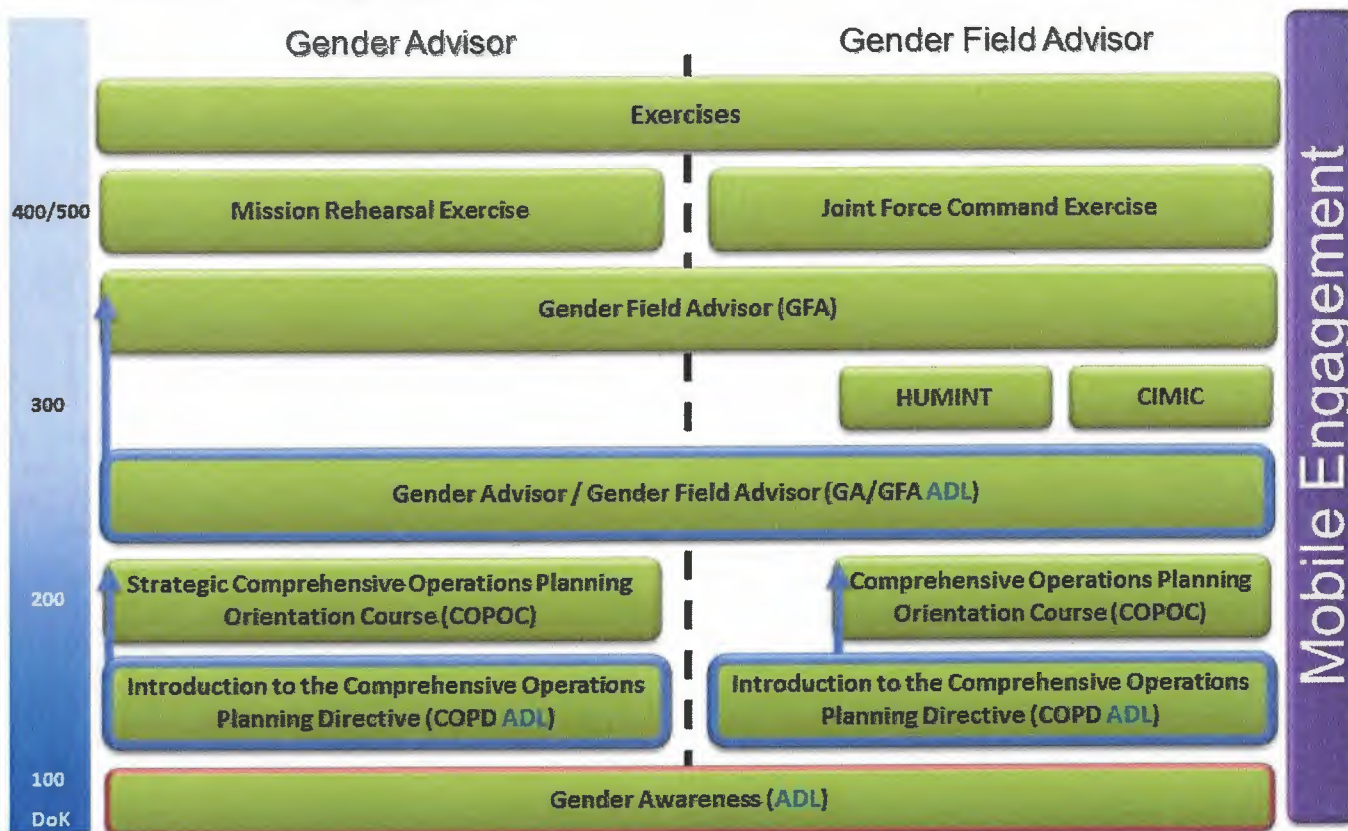 Gender Advisor
Gender Field Advisor
Exercises
400/500
Mission Rehearsal Exercise
Joint Force Command Exercise
Gender Field Advisor (GFA)
300
HUMINT
CIMIC
Gender Advisor / Gender Field Advisor (GA/GFA ADL)
200
Strategic Comprehensive Operations Planning
Orientation Course (COPOC)
Comprehensive Operations Planning
Orientation Course (COPOC)
Introduction to the Comprehensive Operations
Planning Directive (COPD ADL)
Introduction to the Comprehensive Operations
Planning Directive (COPD ADL)
100
DoK
Gender Awareness (ADL)
Mobile Engagement